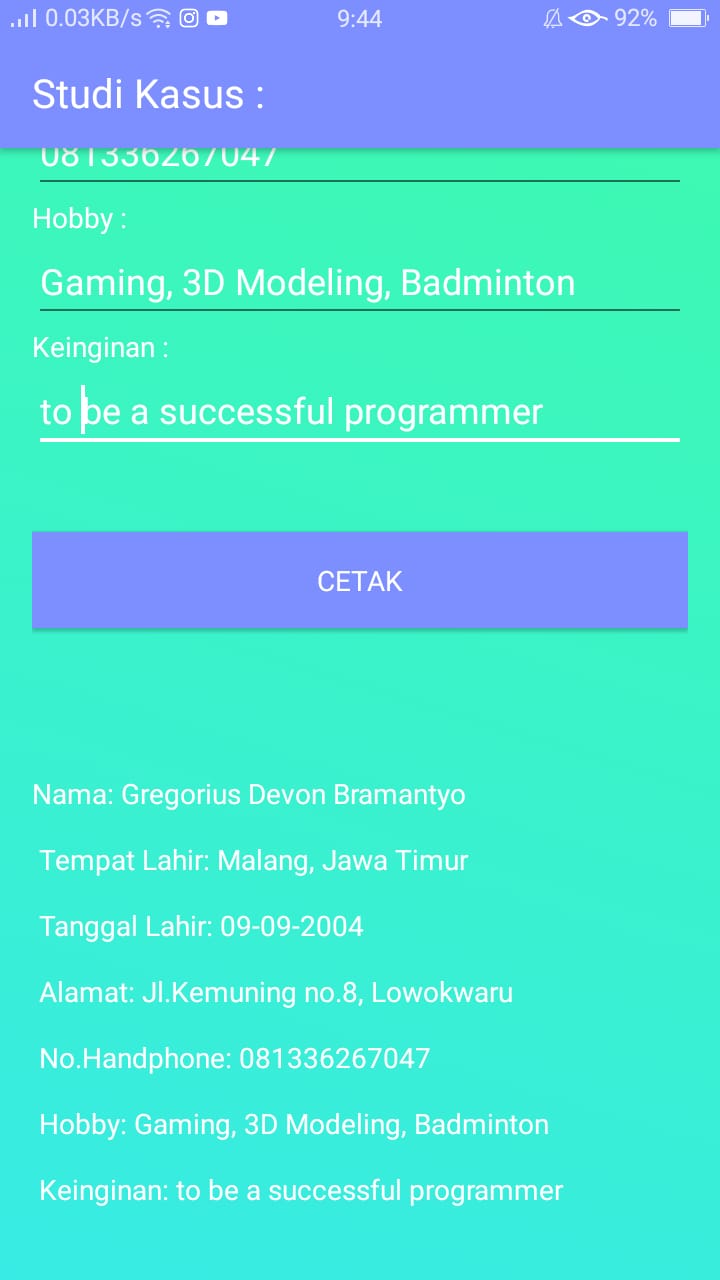 0.03KB/s 9:44 92%
Studi Kasus :
081336267047
Hobby :
Gaming, 3D Modeling, Badminton
Keinginan :
to be a successful programmer
CETAK
Nama: Gregorius Devon Bramantyo
Tempat Lahir: Malang, Jawa Timur
Tanggal Lahir: 09-09-2004
Alamat: Jl.Kemuning no.8, Lowokwaru
No.Handphone: 081336267047
Hobby: Gaming, 3D Modeling, Badminton
Keinginan: to be a successful programmer